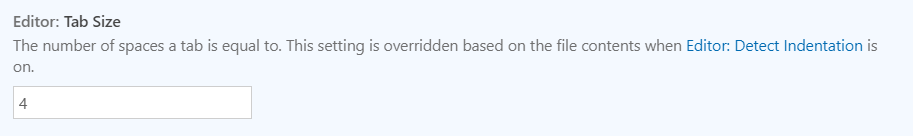 Editor: Tab Size
The number of spaces a tab is equal to. This setting is overridden based on the file contents when Editor: Detect Indentation is
on.
4